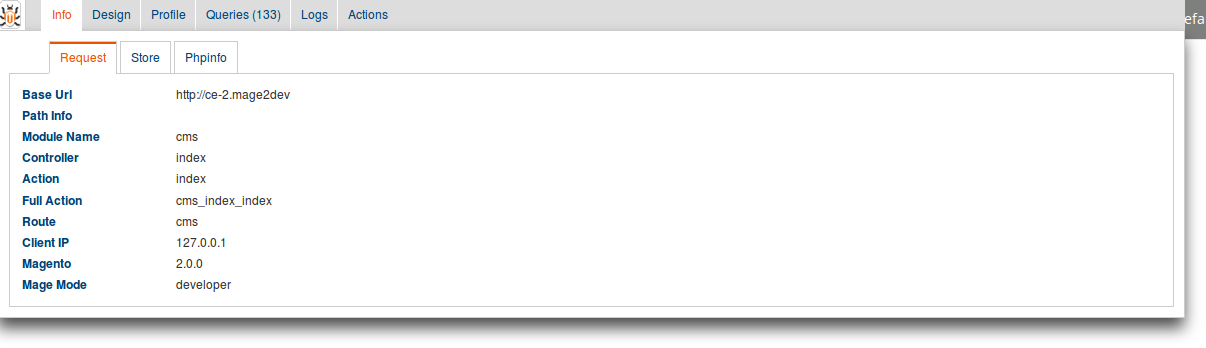 Info Design Profile Queries (133) Logs Actions
efa
Request Store Phpinfo
Base Url http://ce-2.mage2dev
Path Info
Module Name cms
Controller index
Action index
Full Action cms_index_index
Route cms
Client IP 127.0.0.1
Magento 2.0.0
Mage Mode developer